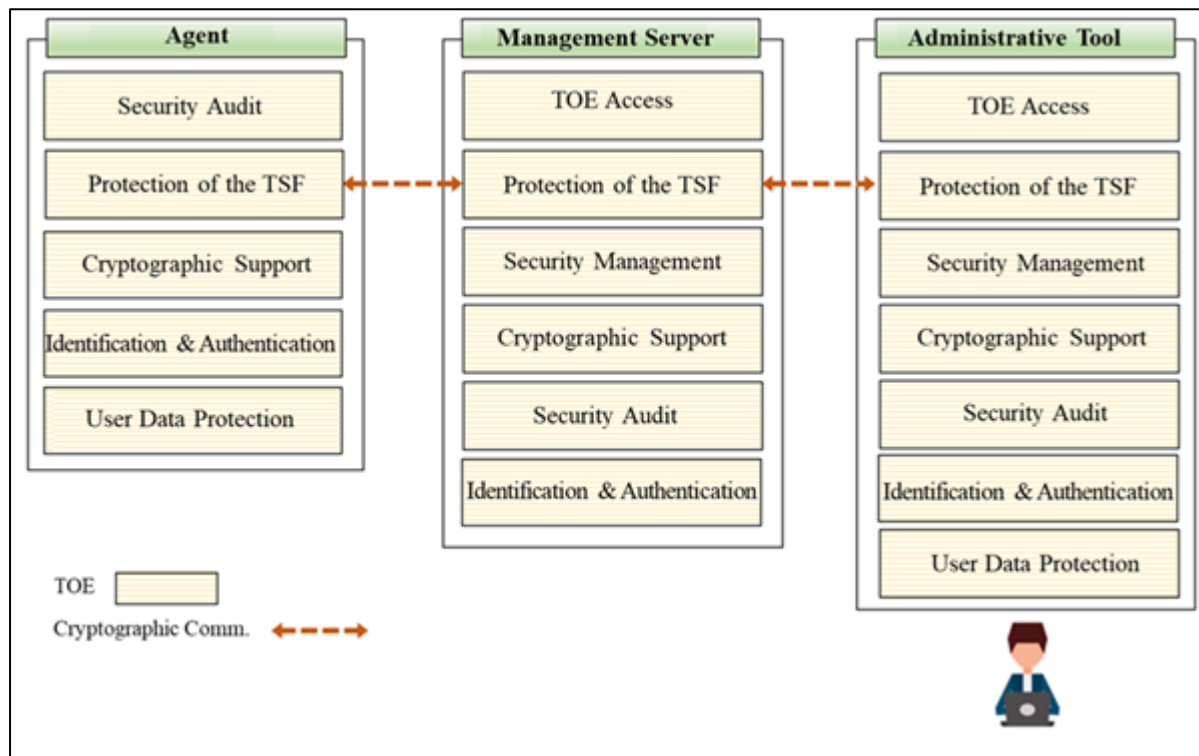 Agent
Security Audit
Protection of the TSF
Cryptographic Support
Identification & Authentication
User Data Protection
Management Server
TOE Access
Protection of the TSF
Security Management
Cryptographic Support
Security Audit
Identification & Authentication
Administrative Tool
TOE Access
Protection of the TSF
Security Management
Cryptographic Support
Security Audit
Identification & Authentication
User Data Protection
TOE
Cryptographic Comm.